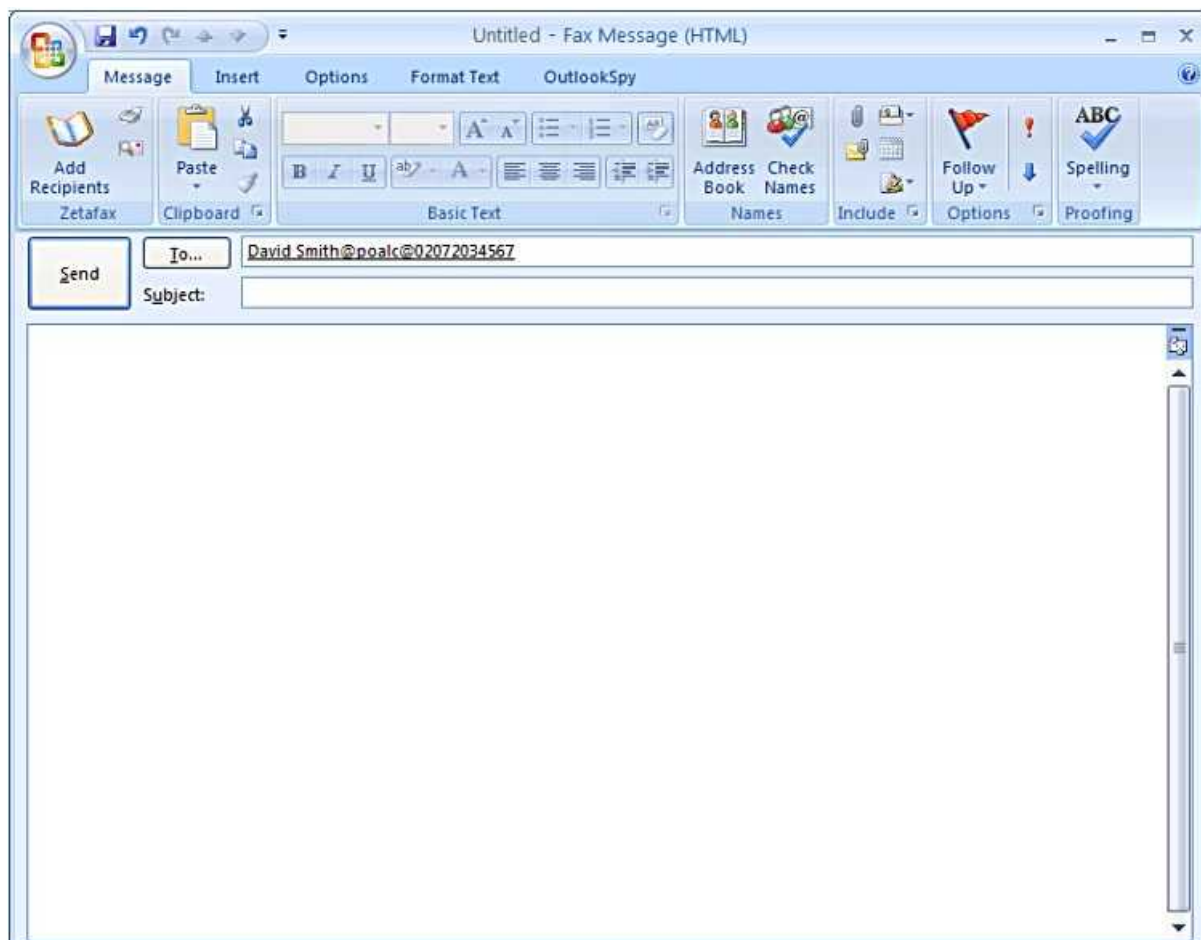 Untitled - Fax Message (HTML)
Message Insert Options Format Text OutlookSpy
Add Recipients
Paste
A A
B I U ab A
Address Book
Check Names
Follow Up
ABC
Spelling
Zetafax Clipboard Basic Text Names Include Options Proofing
Send
To... David Smith@poalc@02072034567
Subject: